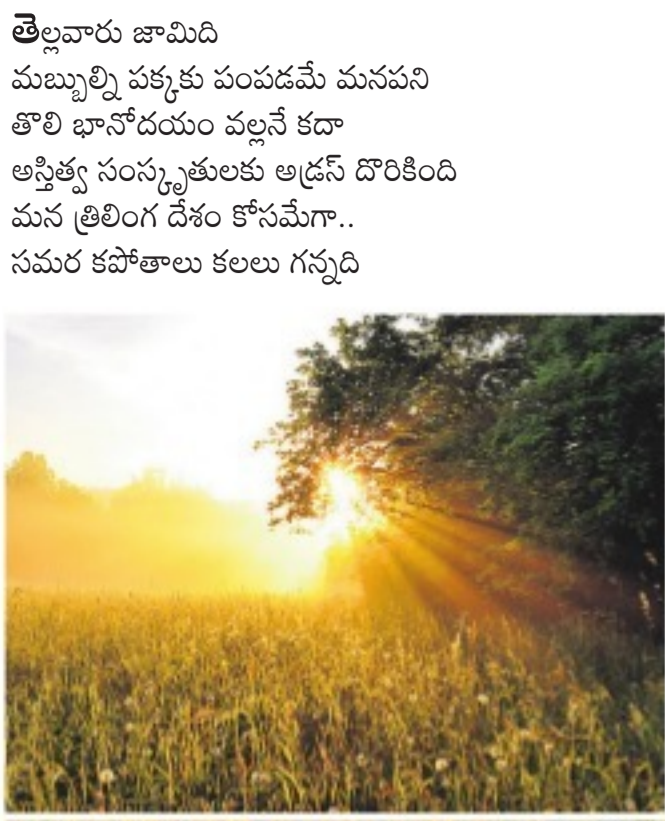 తెల్లవారు జామిది
మబ్బుల్ని పక్కకు పంపడమే మనపని
తొలి భానోదయం వల్లనే కదా
అస్తిత్వ సంస్కృతులకు అడ్రస్ దొరికింది
మన త్రిలింగ దేశం కోసమేగా..
సమర కపోతాలు కలలు గన్నది